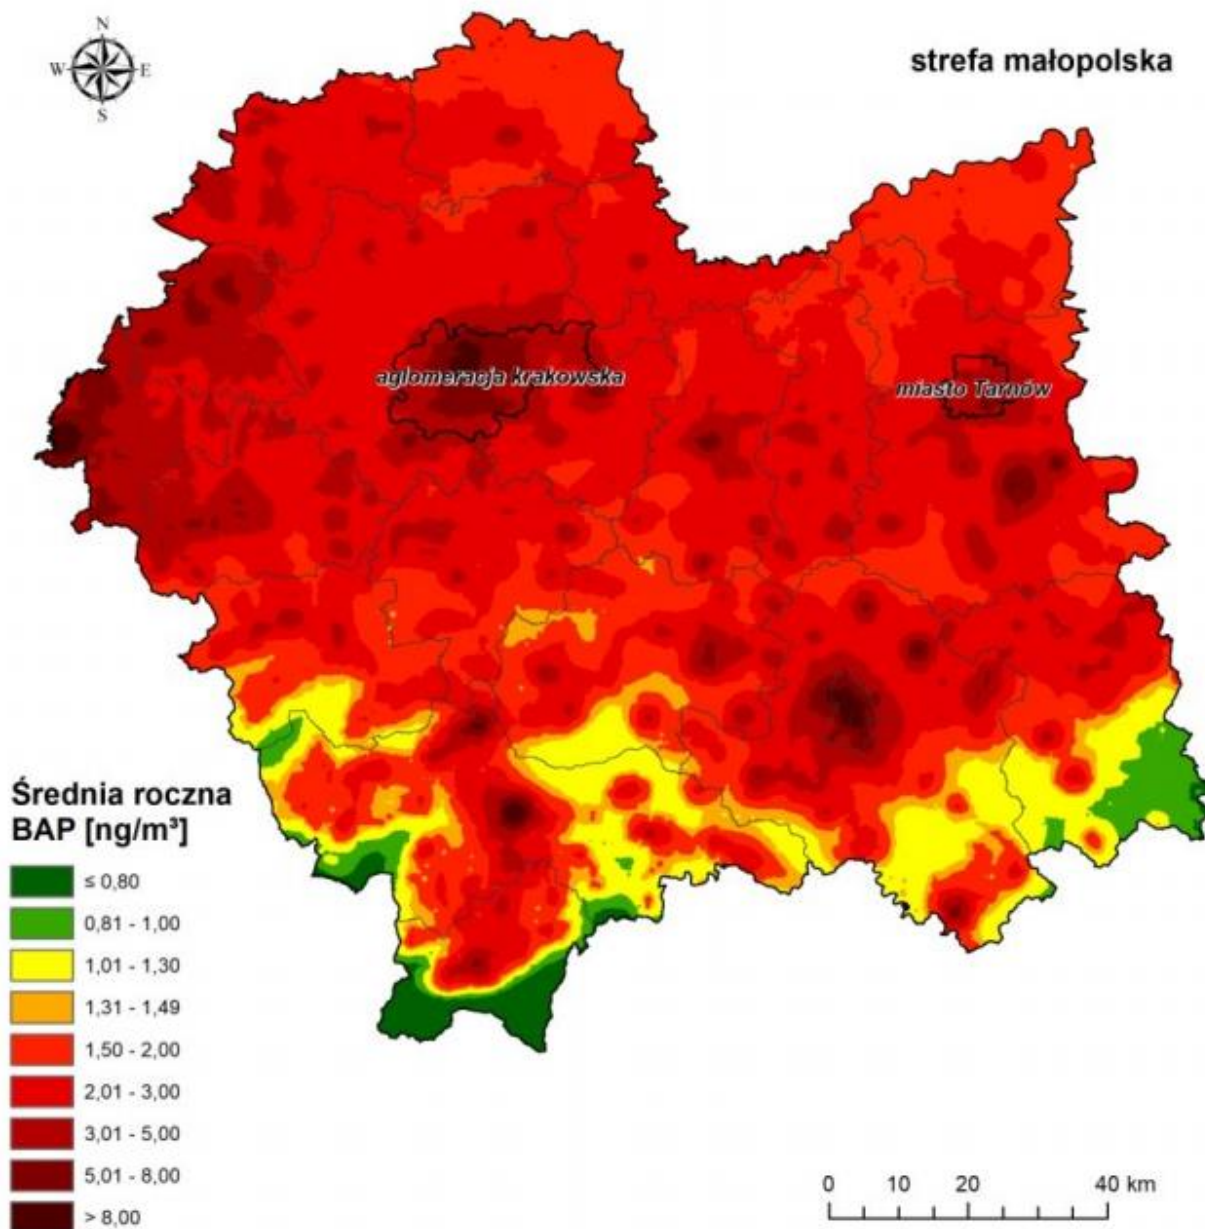 N
W E
S
strefa małopolska
aglomeracja krakowska
miasto Tarnów
Średnia roczna
BAP [ng/m³]
≤ 0,80
0,81 - 1,00
1,01 - 1,30
1,31 - 1,49
1,50 - 2,00
2,01 - 3,00
3,01 - 5,00
5,01 - 8,00
> 8,00
0 10 20 40 km